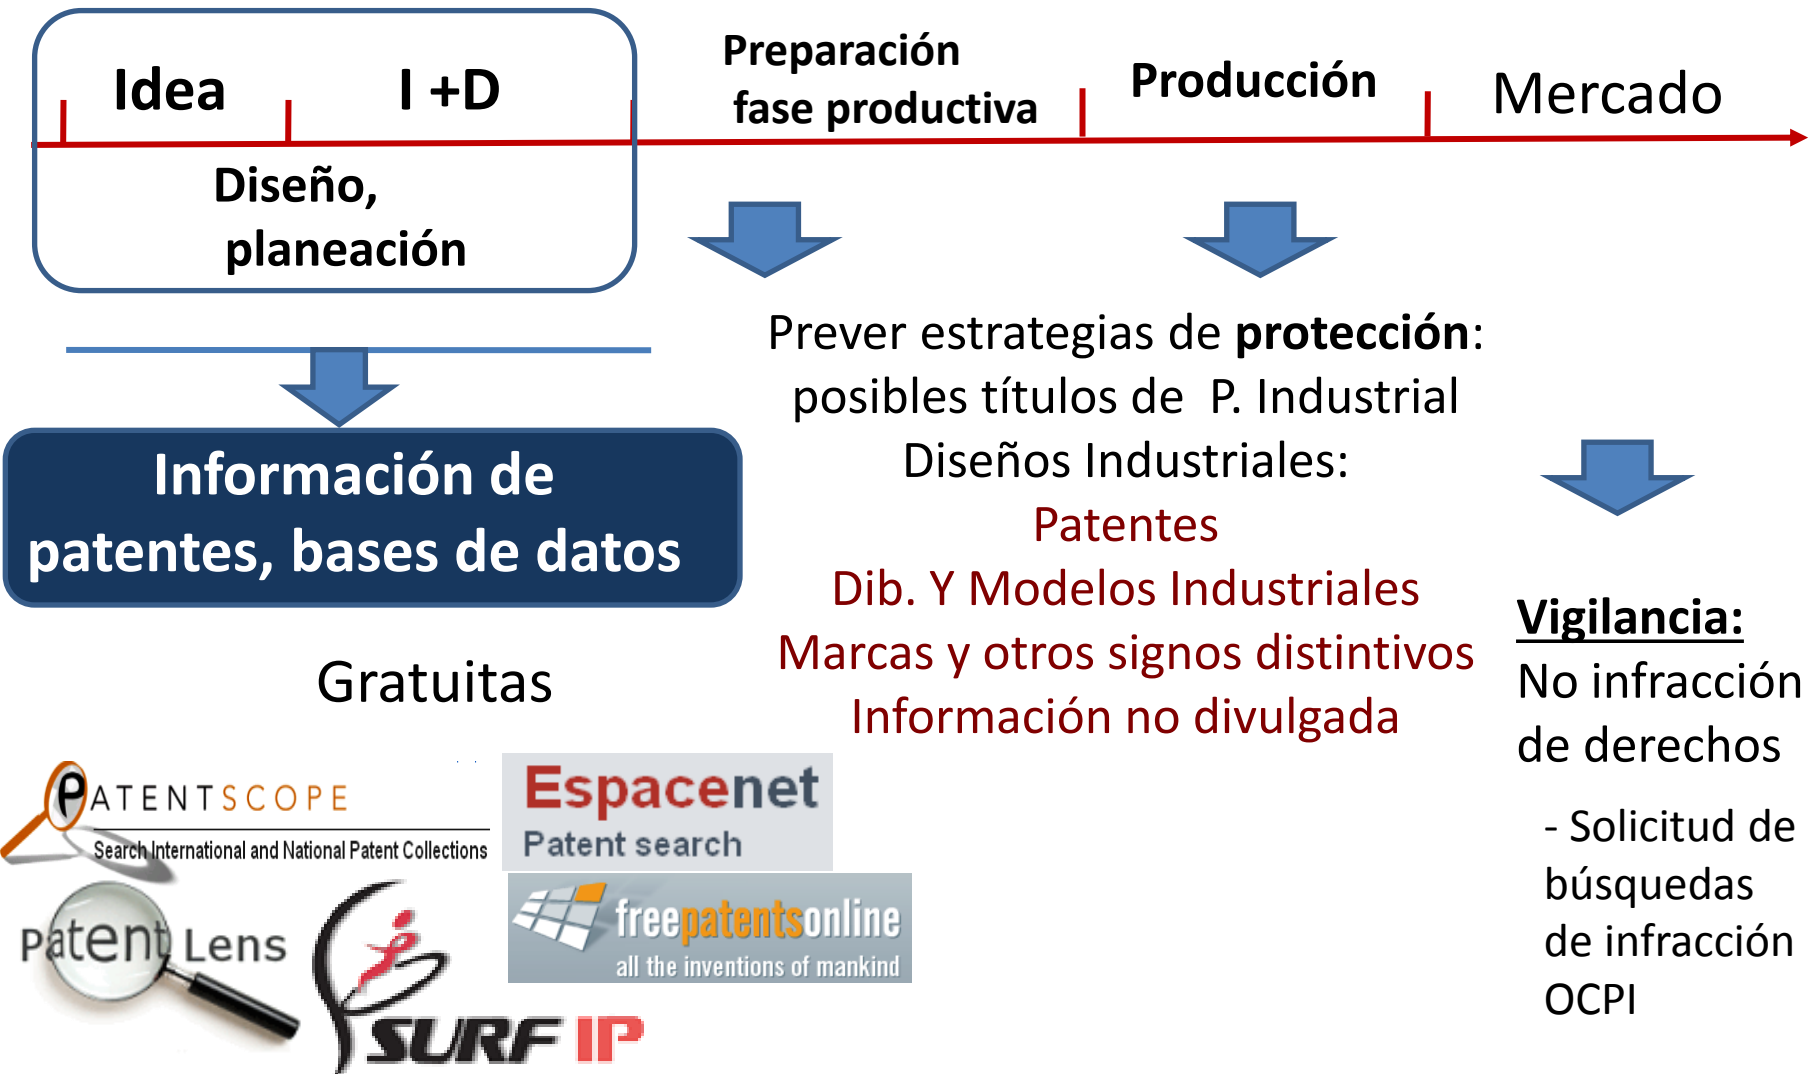 Idea
I +D
Preparación
fase productiva
Producción
Mercado
Diseño,
planeación
Información de
patentes, bases de datos
Gratuitas
PATENTSCOPE
Search International and National Patent Collections
Espacenet
Patent search
Patent Lens
SURF IP
freepatentsonline
all the inventions of mankind
Prever estrategias de protección:
posibles títulos de P. Industrial
Diseños Industriales:
Patentes
Dib. Y Modelos Industriales
Marcas y otros signos distintivos
Información no divulgada
Vigilancia:
No infracción
de derechos
- Solicitud de
búsquedas
de infracción
OCPI